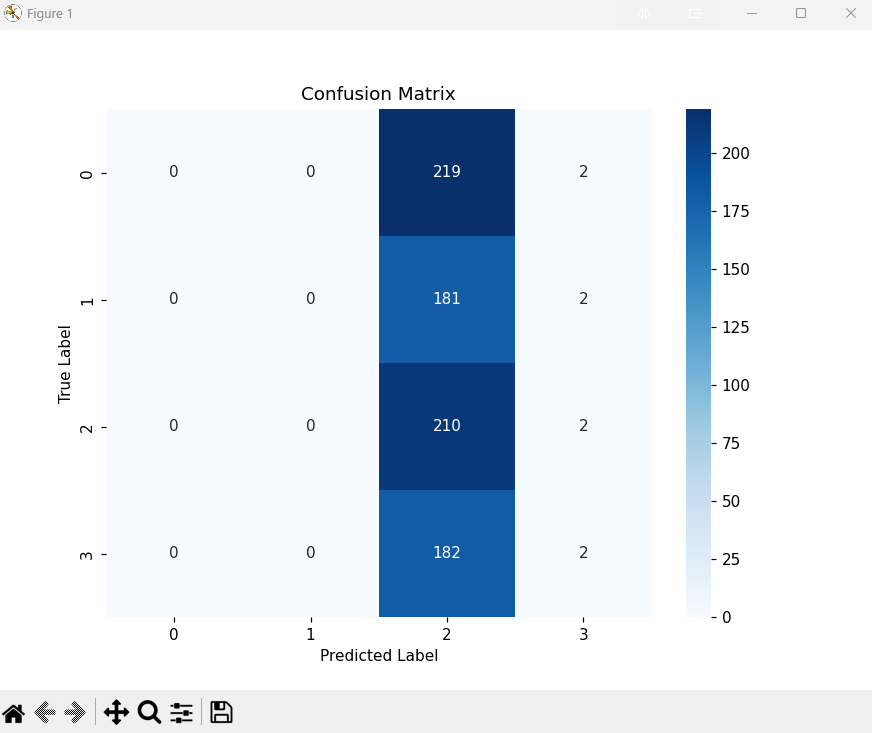 Figure 1
Confusion Matrix
0 0 0 219 2
1 0 0 181 2
2 0 0 210 2
3 0 0 182 2
0 1 2 3
Predicted Label
True Label
200
175
150
125
100
75
50
25
0